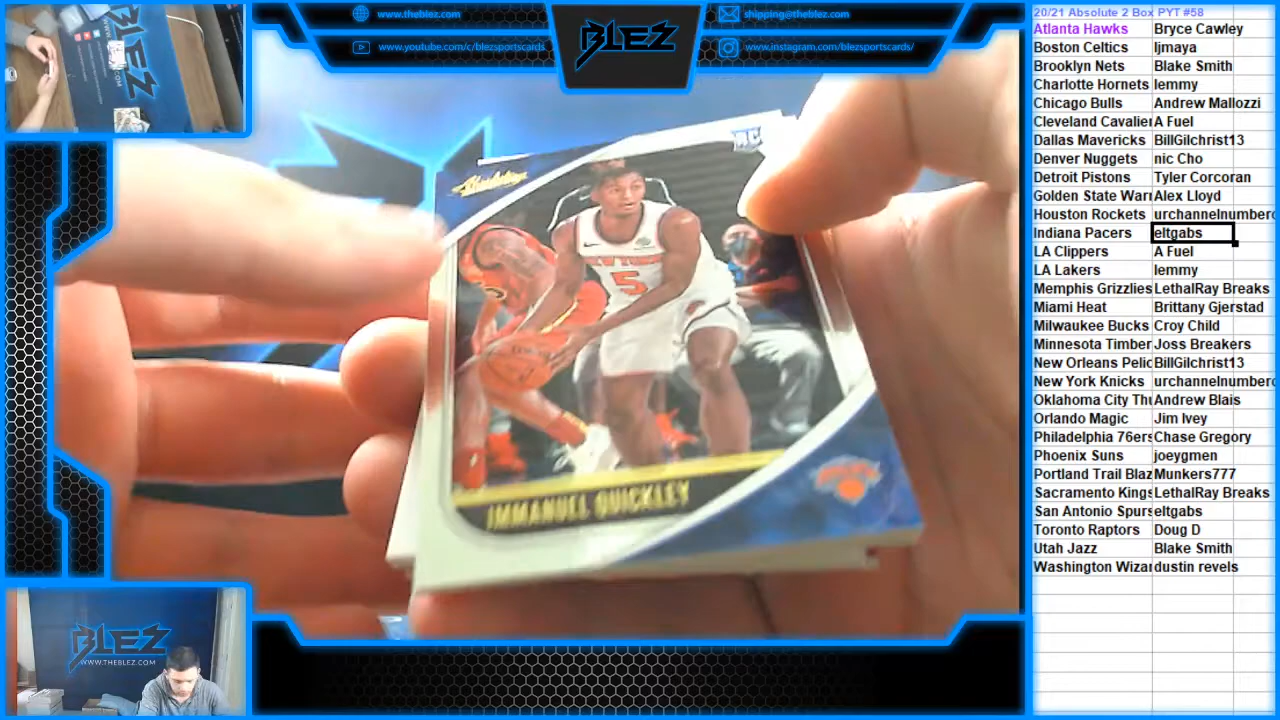 www.theblez.com
www.youtube.com/c/blezsportscards
BLEZ
shipping@theblez.com
www.instagram.com/blezsportscards/
20/21 Absolute 2 Box PYT #58
Atlanta Hawks Bryce Cawley
Boston Celtics ljmaya
Brooklyn Nets Blake Smith
Charlotte Hornets lemmy
Chicago Bulls Andrew Mallozzi
Cleveland Cavalier A Fuel
Dallas Mavericks BillGilchrist13
Denver Nuggets nic Cho
Detroit Pistons Tyler Corcoran
Golden State Warr Alex Lloyd
Houston Rockets urchannelnumber
Indiana Pacers eltgabs
LA Clippers A Fuel
LA Lakers lemmy
Memphis Grizzlies LethalRay Breaks
Miami Heat Brittany Gjerstad
Milwaukee Bucks Croy Child
Minnesota Timber Joss Breakers
New Orleans Pelic BillGilchrist13
New York Knicks urchannelnumber
Oklahoma City Thu Andrew Blais
Orlando Magic Jim Ivey
Philadelphia 76ers Chase Gregory
Phoenix Suns joeygmen
Portland Trail Blaz Munkers777
Sacramento Kings LethalRay Breaks
San Antonio Spurs eltgabs
Toronto Raptors Doug D
Utah Jazz Blake Smith
Washington Wizar dustin revels
Absolute
RC
NEW YORK
5
IMMANUEL QUICKLEY
BLEZ
WWW.THEBLEZ.COM